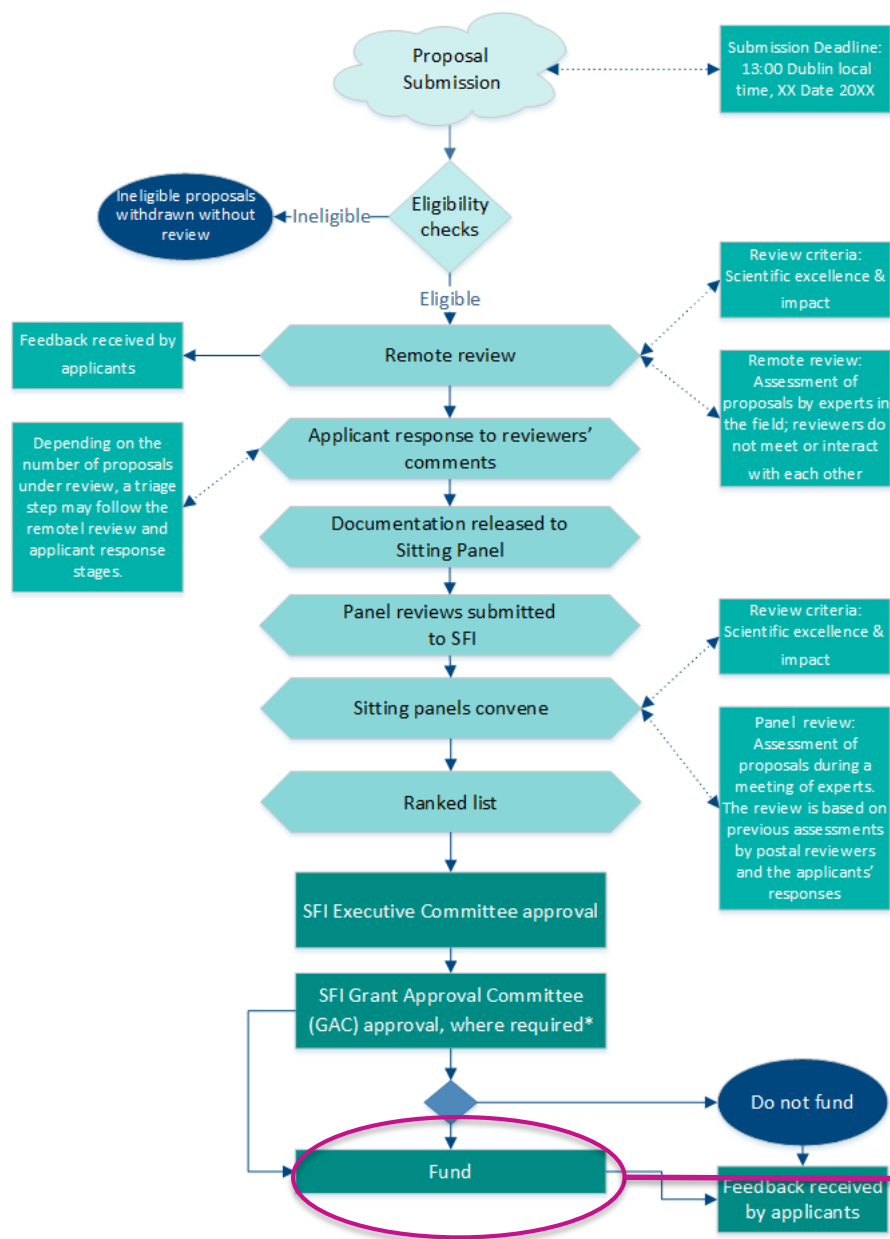 Proposal
Submission
Submission Deadline:
13:00 Dublin local
time, XX Date 20XX
Ineligible proposals
withdrawn without
review
Ineligible
Eligibility
checks
Eligible
Review criteria:
Scientific excellence &
impact
Feedback received by
applicants
Remote review
Remote review:
Assessment of
proposals by experts in
the field; reviewers do
not meet or interact
with each other
Depending on the
number of proposals
under review, a triage
step may follow the
remotel review and
applicant response
stages.
Applicant response to reviewers’
comments
Documentation released to
Sitting Panel
Panel reviews submitted
to SFI
Review criteria:
Scientific excellence &
impact
Sitting panels convene
Panel review:
Assessment of
proposals during a
meeting of experts.
The review is based on
previous assessments
by postal reviewers
and the applicants’
responses
Ranked list
SFI Executive Committee approval
SFI Grant Approval Committee
(GAC) approval, where required*
Do not fund
Fund
Feedback received
by applicants